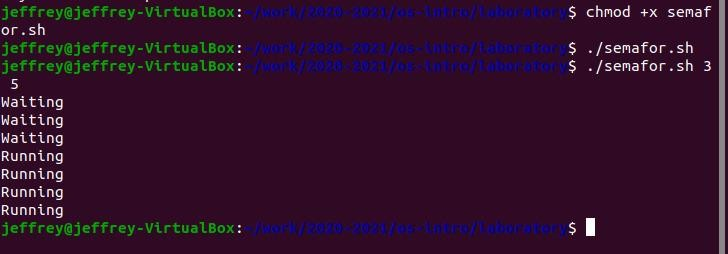 jeffrey@jeffrey-VirtualBox:~/work/2020-2021/os-intro/laboratory$ chmod +x semaf
or.sh
jeffrey@jeffrey-VirtualBox:~/work/2020-2021/os-intro/laboratory$ ./semafor.sh
jeffrey@jeffrey-VirtualBox:~/work/2020-2021/os-intro/laboratory$ ./semafor.sh 3
 5
Waiting
Waiting
Waiting
Running
Running
Running
Running
jeffrey@jeffrey-VirtualBox:~/work/2020-2021/os-intro/laboratory$